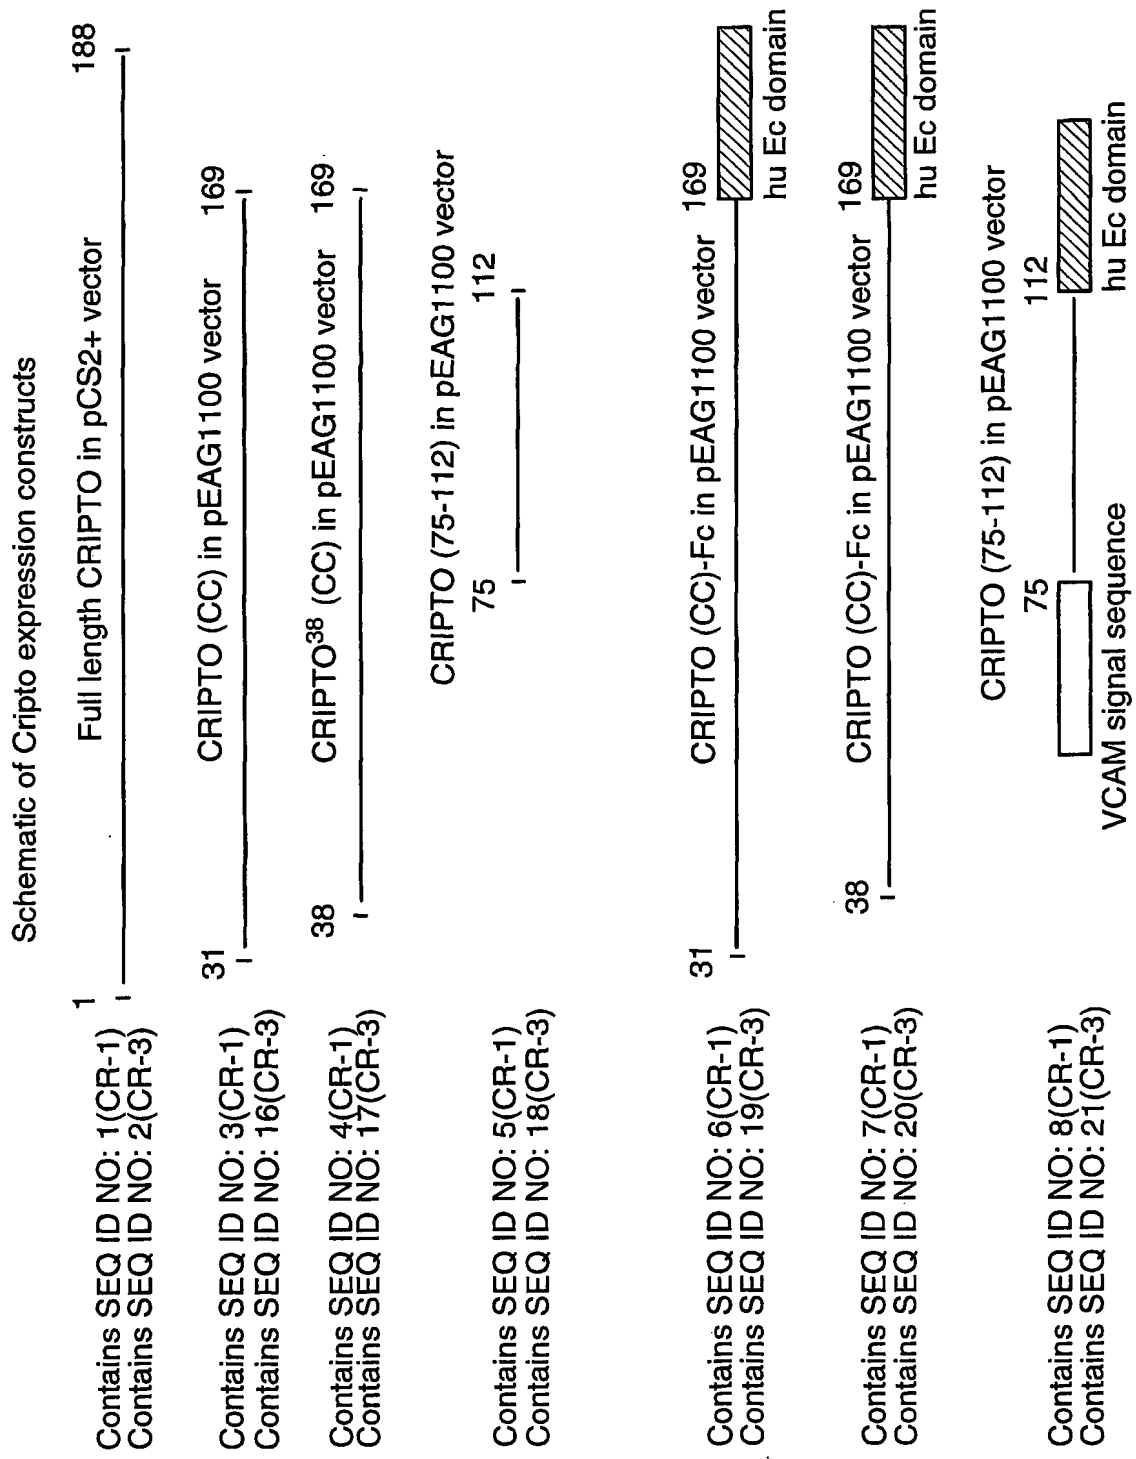 Schematic of Cripto expression constructs
Full length CRIPTO in pCS2+ vector
1
188
Contains SEQ ID NO: 1(CR-1)
Contains SEQ ID NO: 2(CR-3)
CRIPTO (CC) in pEAG1100 vector
31
169
Contains SEQ ID NO: 3(CR-1)
Contains SEQ ID NO: 16(CR-3)
CRIPTO38 (CC) in pEAG1100 vector
38
169
Contains SEQ ID NO: 4(CR-1)
Contains SEQ ID NO: 17(CR-3)
CRIPTO (75-112) in pEAG1100 vector
75
112
Contains SEQ ID NO: 5(CR-1)
Contains SEQ ID NO: 18(CR-3)
CRIPTO (CC)-Fc in pEAG1100 vector
31
169
hu Ec domain
Contains SEQ ID NO: 6(CR-1)
Contains SEQ ID NO: 19(CR-3)
CRIPTO (CC)-Fc in pEAG1100 vector
38
169
hu Ec domain
Contains SEQ ID NO: 7(CR-1)
Contains SEQ ID NO: 20(CR-3)
CRIPTO (75-112) in pEAG1100 vector
75
112
VCAM signal sequence
hu Ec domain
Contains SEQ ID NO: 8(CR-1)
Contains SEQ ID NO: 21(CR-3)